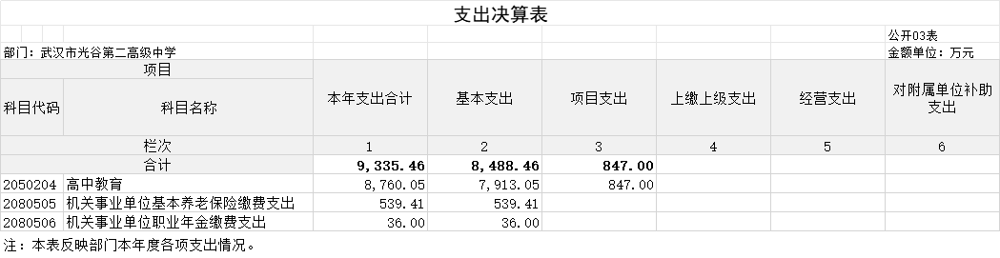 支出决算表
公开03表
部门：武汉市光谷第二高级中学 金额单位：万元
项目 本年支出合计 基本支出 项目支出 上缴上级支出 经营支出 对附属单位补助支出
科目代码 科目名称
栏次 1 2 3 4 5 6
合计 9,335.46 8,488.46 847.00
2050204 高中教育 8,760.05 7,913.05 847.00
2080505 机关事业单位基本养老保险缴费支出 539.41 539.41
2080506 机关事业单位职业年金缴费支出 36.00 36.00
注：本表反映部门本年度各项支出情况。